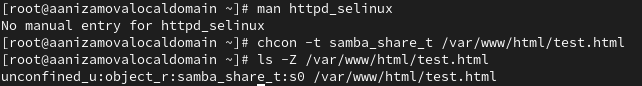 [root@aanizamovalocaldomain ~]# man httpd_selinux
No manual entry for httpd_selinux
[root@aanizamovalocaldomain ~]# chcon -t samba_share_t /var/www/html/test.html
[root@aanizamovalocaldomain ~]# ls -Z /var/www/html/test.html
unconfined_u:object_r:samba_share_t:s0 /var/www/html/test.html